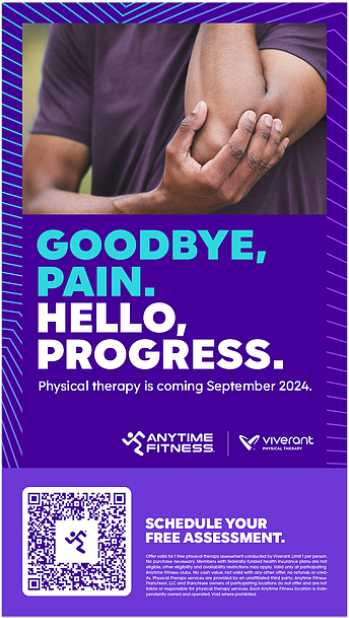 GOODBYE,
PAIN.
HELLO,
PROGRESS.
Physical therapy is coming September 2024.
ANYTIME
FITNESS
viverant
PHYSICAL THERAPY
SCHEDULE YOUR
FREE ASSESSMENT.
Offer valid for 1 free physical therapy assessment conducted by Viverant. Limit 1 per person.
No purchase necessary. Members with federally funded health insurance plans are not
eligible, other eligibility and availability restrictions may apply. Valid only at participating
Anytime Fitness clubs. No cash value, not valid with any other offer, no refunds or cred-
its. Physical therapy services are provided by an unaffiliated third party. Anytime Fitness
Franchisor, LLC and franchisee owners of participating locations do not offer and are not
liable or responsible for physical therapy services. Each Anytime Fitness location is inde-
pendently owned and operated. Void where prohibited.